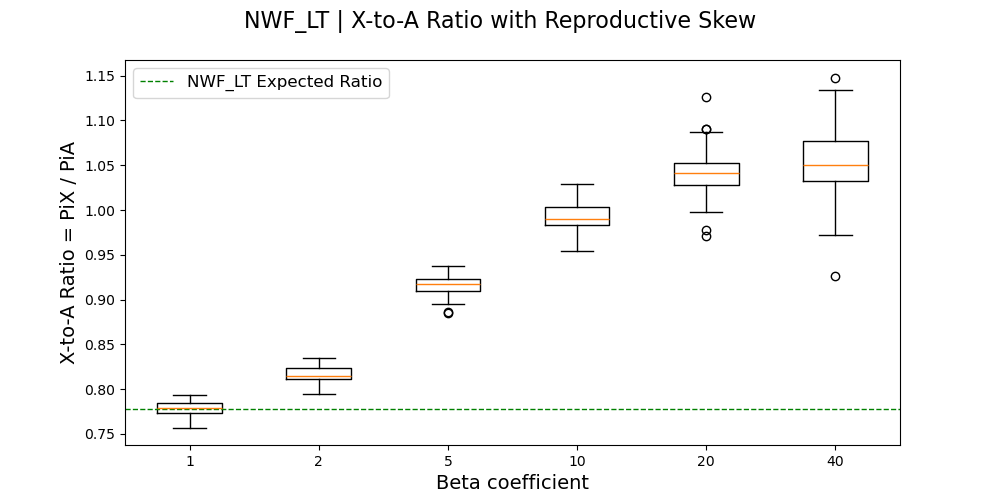 NWF_LT | X-to-A Ratio with Reproductive Skew
NWF_LT Expected Ratio
X-to-A Ratio = PiX / PiA
1.15
1.10
1.05
1.00
0.95
0.90
0.85
0.80
0.75
1 2 5 10 20 40
Beta coefficient